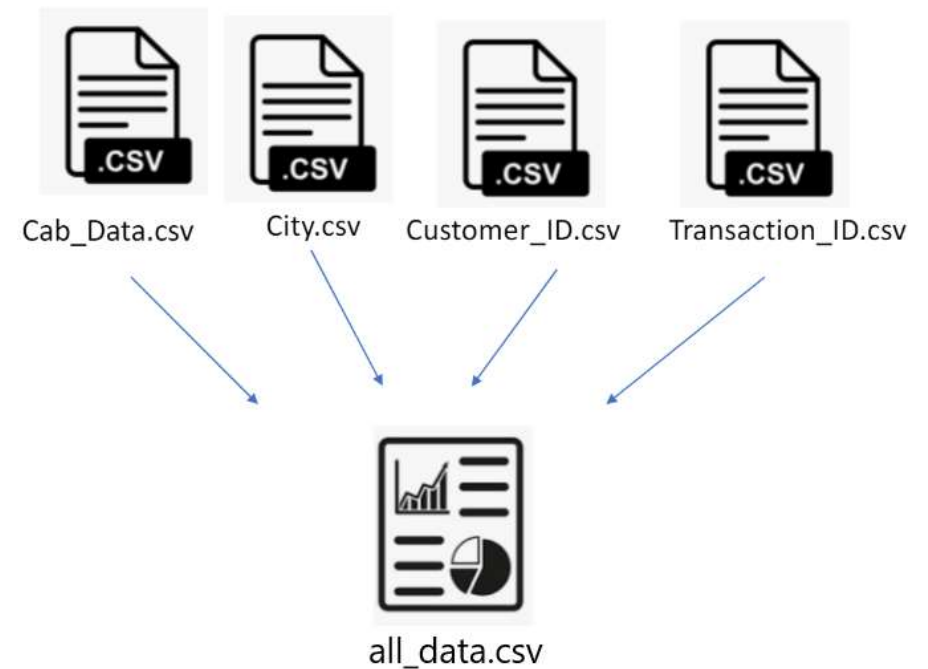 .CSV
.CSV
.CSV
.CSV
Cab_Data.csv
City.csv
Customer_ID.csv
Transaction_ID.csv
all_data.csv